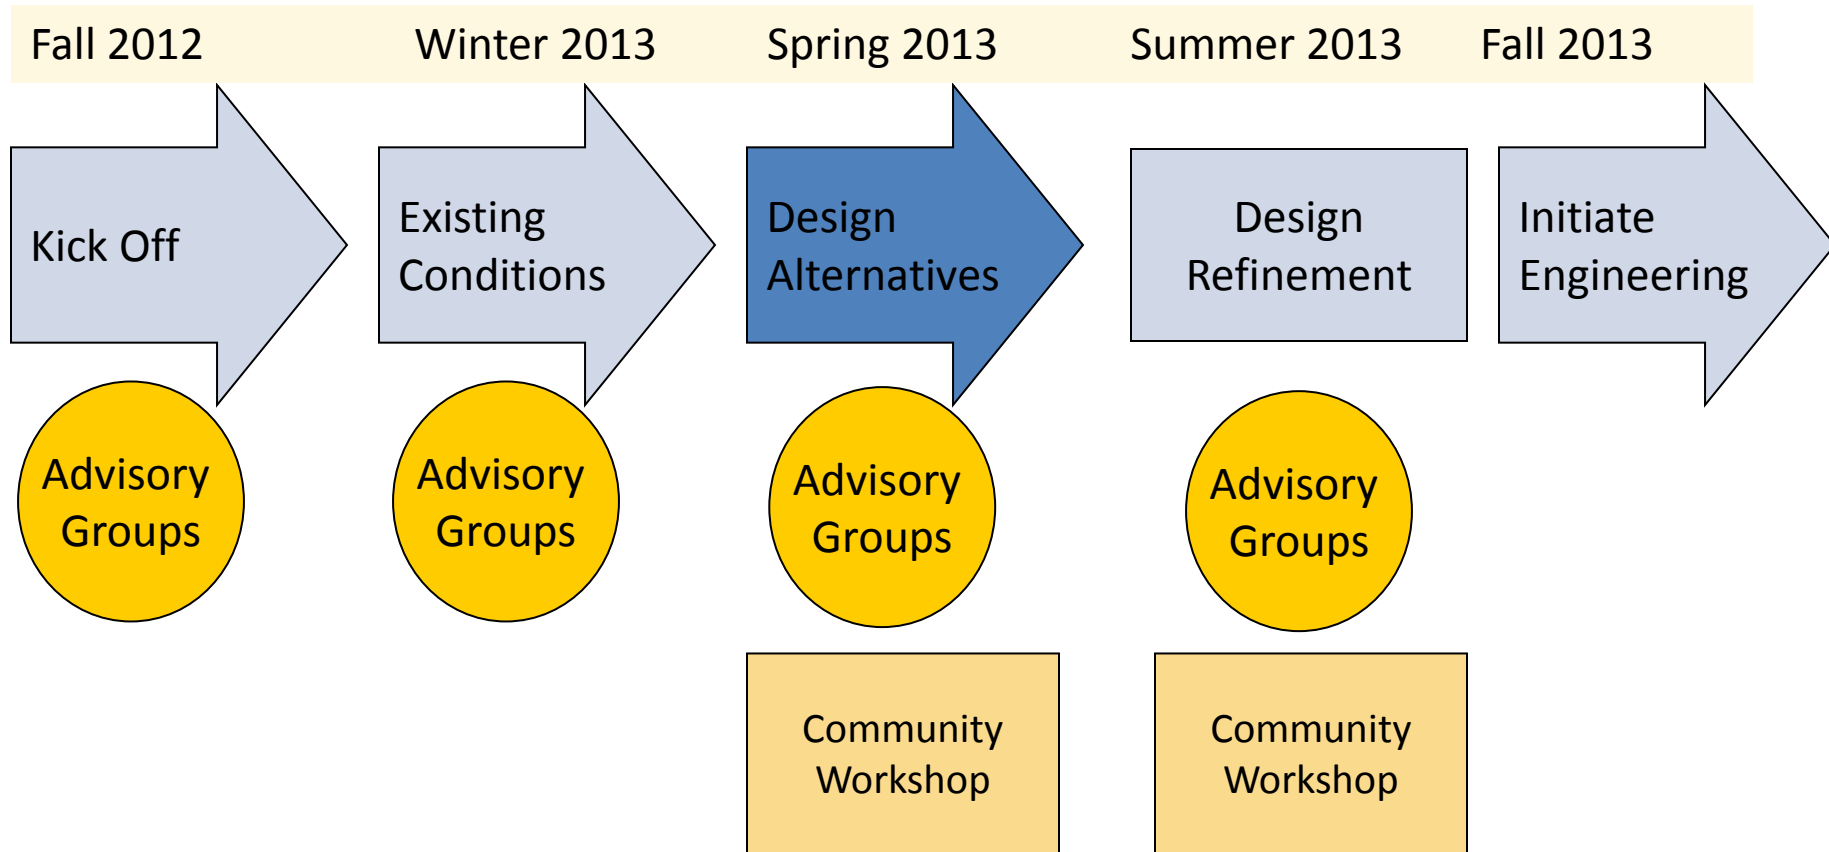 Fall 2012 Winter 2013 Spring 2013 Summer 2013 Fall 2013
Kick Off
Existing
Conditions
Design
Alternatives
Design
Refinement
Initiate
Engineering
Advisory
Groups
Advisory
Groups
Advisory
Groups
Advisory
Groups
Community
Workshop
Community
Workshop